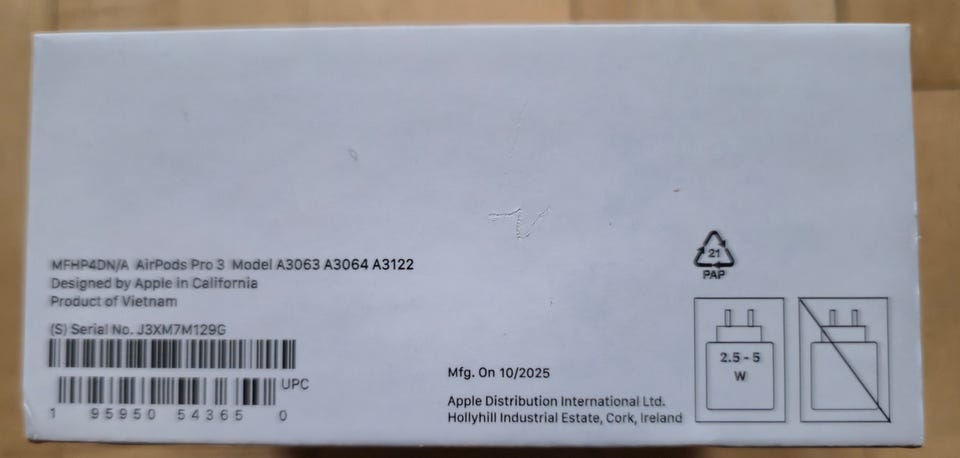 MFHP4DN/A AirPods Pro 3 Model A3063 A3064 A3122
Designed by Apple in California
Product of Vietnam
(S) Serial No. J3XM7M129G
UPC
1 95950 54365 0
Mfg. On 10/2025
Apple Distribution International Ltd.
Hollyhill Industrial Estate, Cork, Ireland
21
PAP
2.5 - 5
W